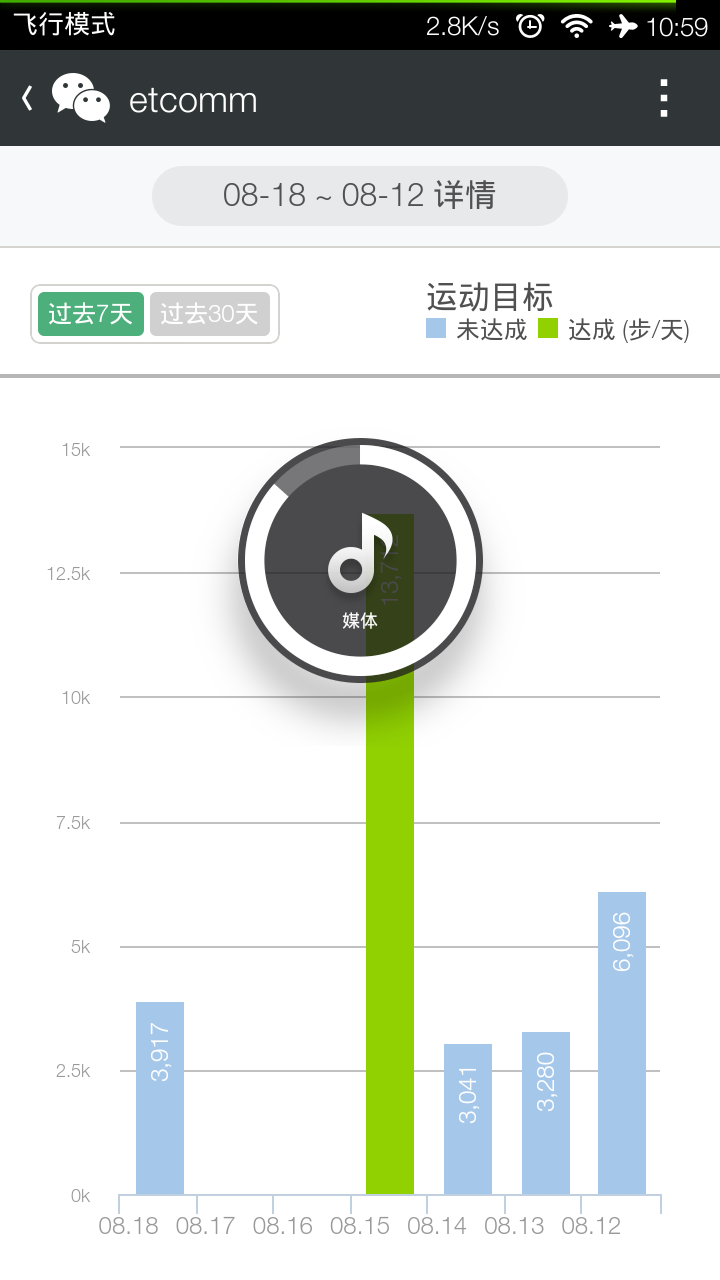 飞行模式 2.8K/s 10:59
etcomm
08-18 ~ 08-12 详情
过去7天 过去30天
运动目标
未达成 达成 (步/天)
15k
12.5k
10k
7.5k
5k
2.5k
0k
媒体
3,917
3,041
3,280
6,096
08.18 08.17 08.16 08.15 08.14 08.13 08.12